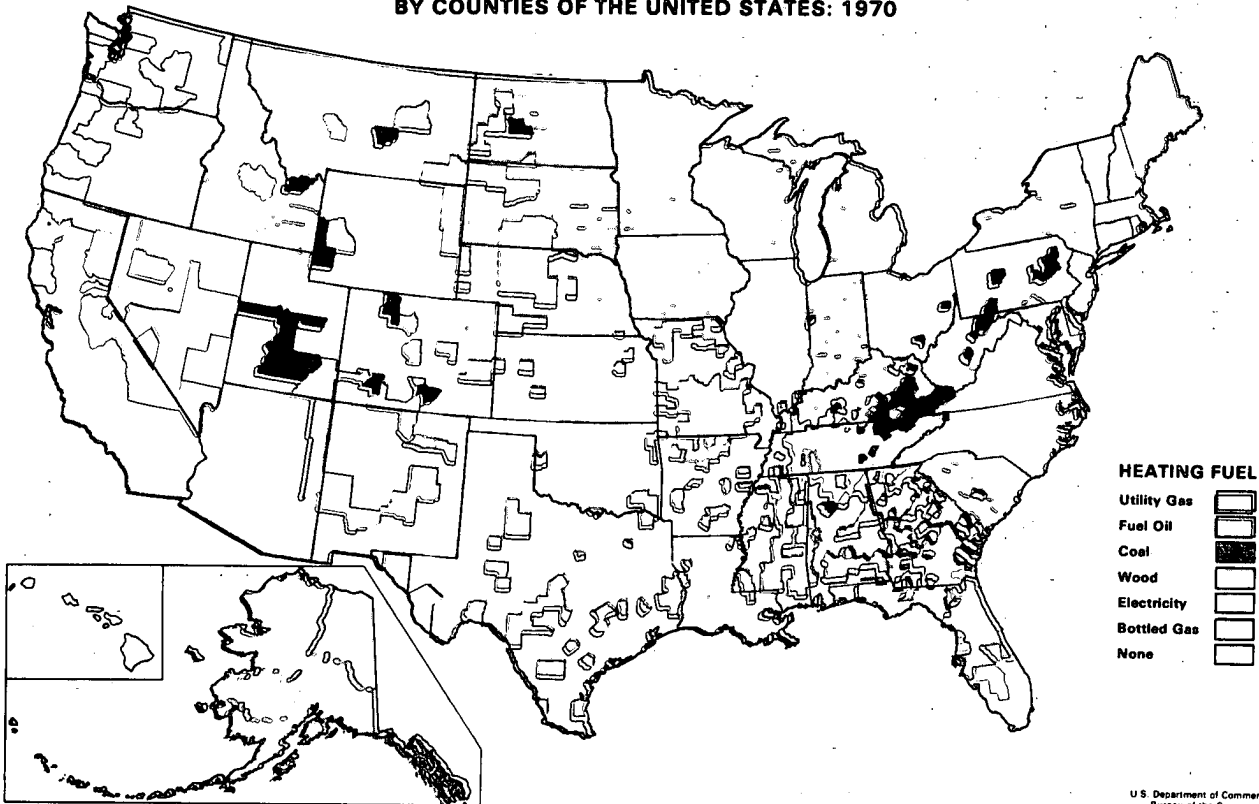 BY COUNTIES OF THE UNITED STATES: 1970
HEATING FUEL
Utility Gas
Fuel Oil
Coal
Wood
Electricity
Bottled Gas
None
U S. Department of Commer